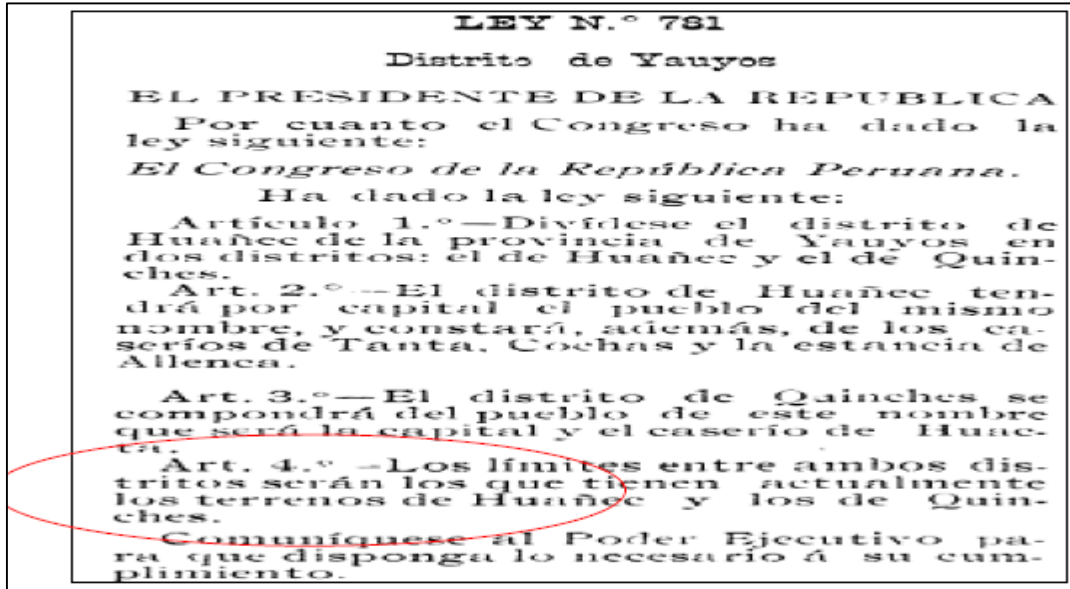 LEY N.° 781
Distrito de Yauyos
EL PRESIDENTE DE LA REPUBLICA
Por cuanto el Congreso ha dado la
ley siguiente:
El Congreso de la República Peruana.
Ha dado la ley siguiente:
Artículo 1.°—Divídese el distrito de
Huañec de la provincia de Yauyos en
dos distritos: el de Huañec y el de Quin-
ches.
Art. 2.°—El distrito de Huañec ten-
drá por capital el pueblo del mismo
nombre, y constará, además, de los ca-
seríos de Tanta, Cochas y la estancia de
Allenca.
Art. 3.°—El distrito de Quinches se
compondrá del pueblo de este nombre
que será la capital y el caserío de Huac-
ta.
Art. 4.° —Los límites entre ambos dis-
tritos serán los que tienen actualmente
los terrenos de Huañec y los de Quin-
ches.
Comuníquese al Poder Ejecutivo pa-
ra que disponga lo necesario á su cum-
plimiento.